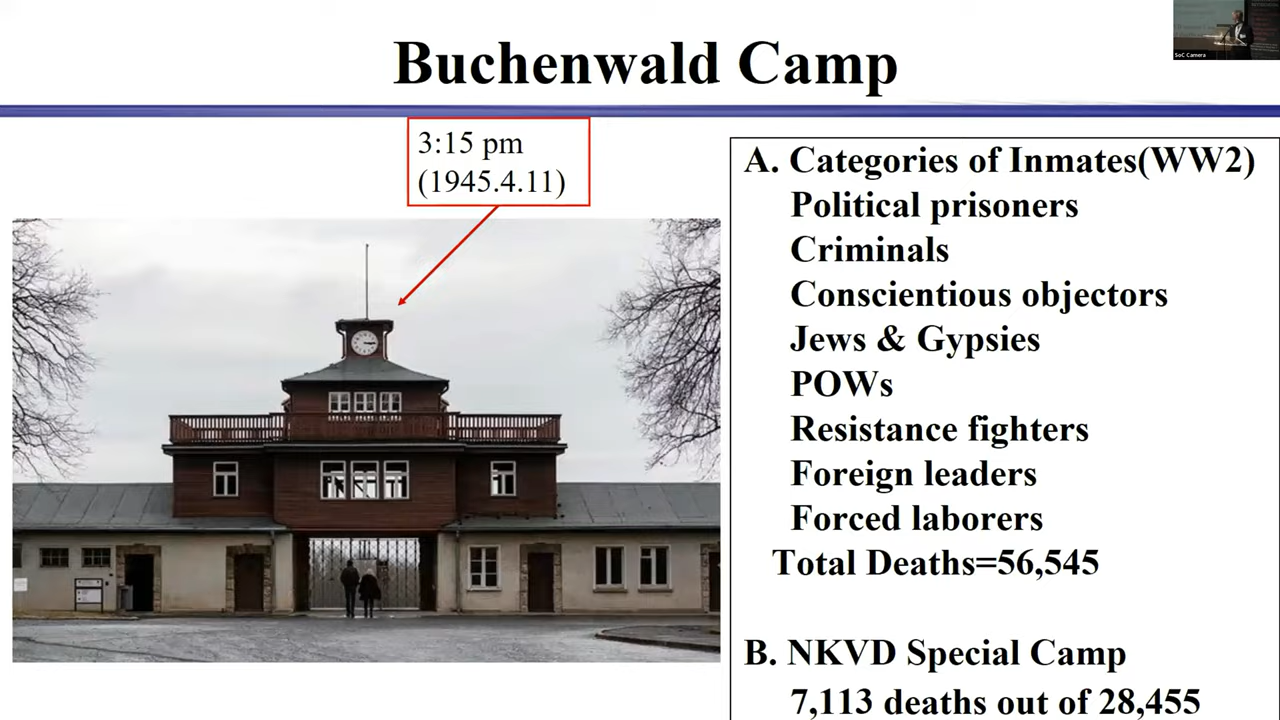 Buchenwald Camp
3:15 pm
(1945.4.11)
A. Categories of Inmates(WW2)
Political prisoners
Criminals
Conscientious objectors
Jews & Gypsies
POWs
Resistance fighters
Foreign leaders
Forced laborers
Total Deaths=56,545
B. NKVD Special Camp
7,113 deaths out of 28,455
SoC Camera